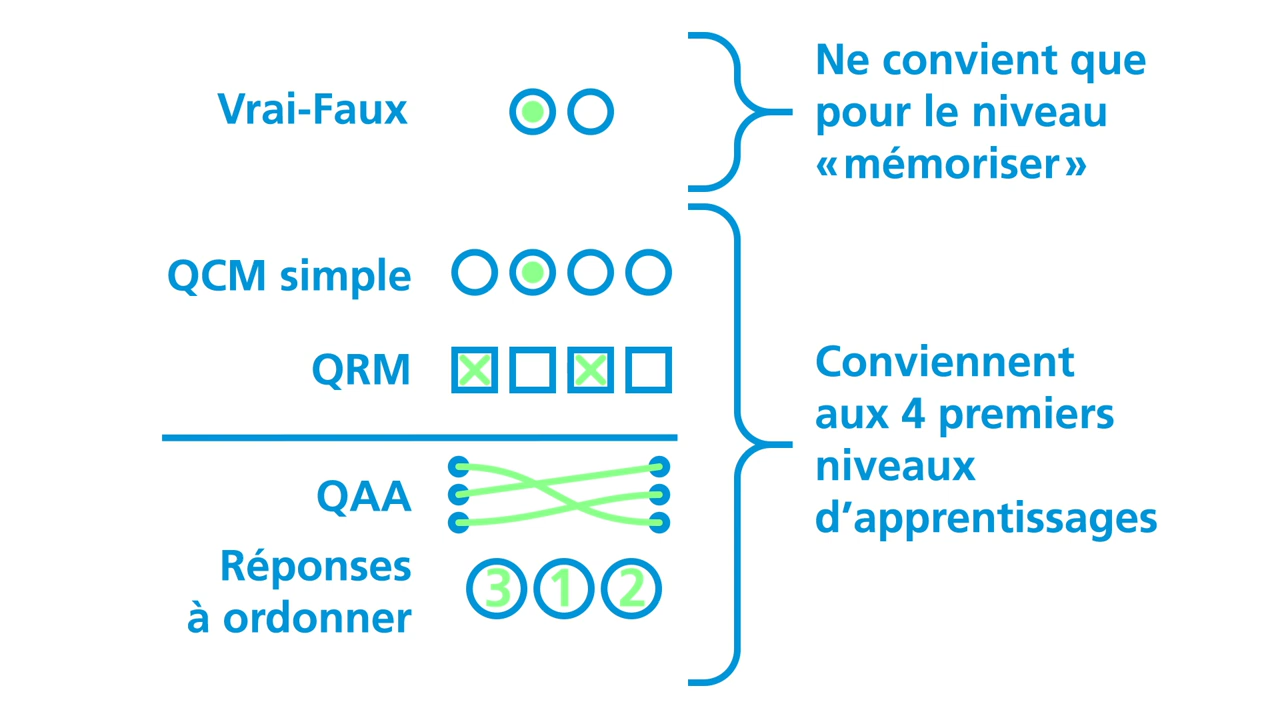 Vrai-Faux
Ne convient que
pour le niveau
«mémoriser»
QCM simple
QRM
QAA
Réponses
à ordonner
3 1 2
Conviennent
aux 4 premiers
niveaux
d’apprentissages